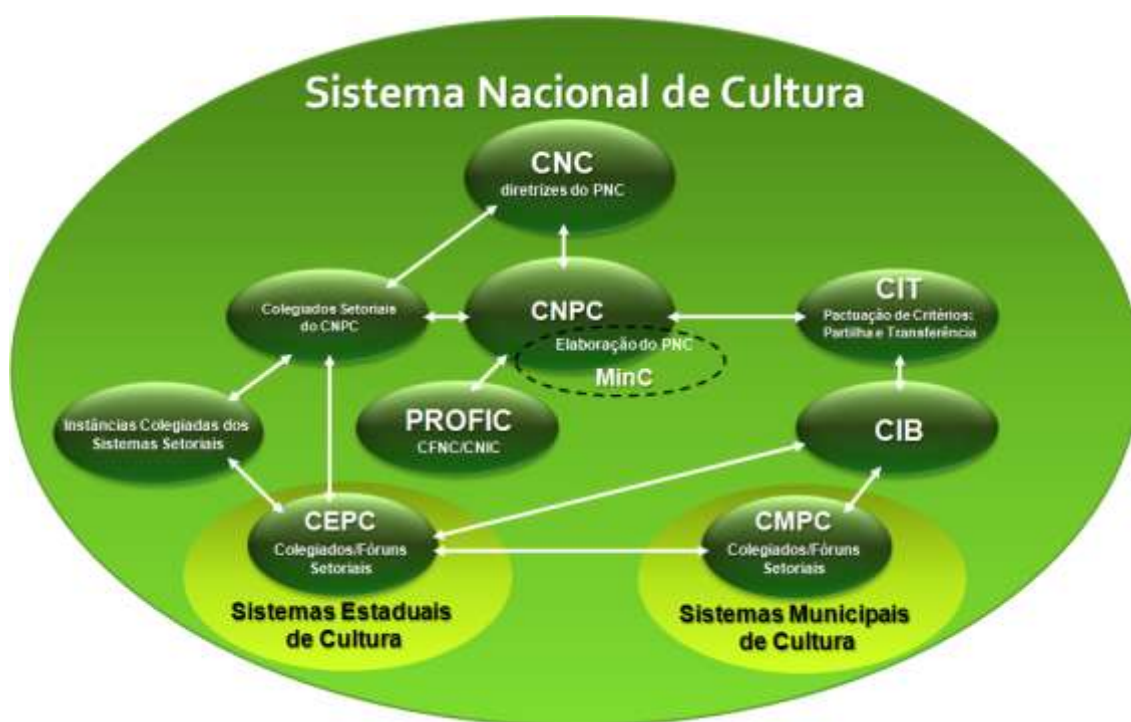 Sistema Nacional de Cultura
CNC
diretrizes do PNC
Colegiados Setoriais
do CNPC
CNPC
Elaboração do PNC
MinC
CIT
Pactuação de Critérios:
Partilha e Transferência
Instâncias Colegiadas dos
Sistemas Setoriais
PROFIC
CFNC/CNIC
CIB
CEPC
Colegiados/Fóruns
Setoriais
CMPC
Colegiados/Fóruns
Setoriais
Sistemas Estaduais
de Cultura
Sistemas Municipais
de Cultura